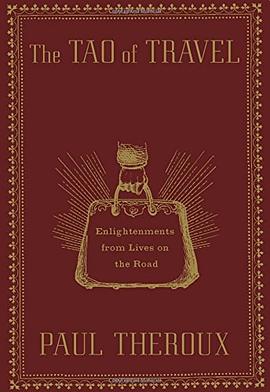 The TAO of TRAVEL
Enlightenments
from Lives on
the Road
PAUL THEROUX